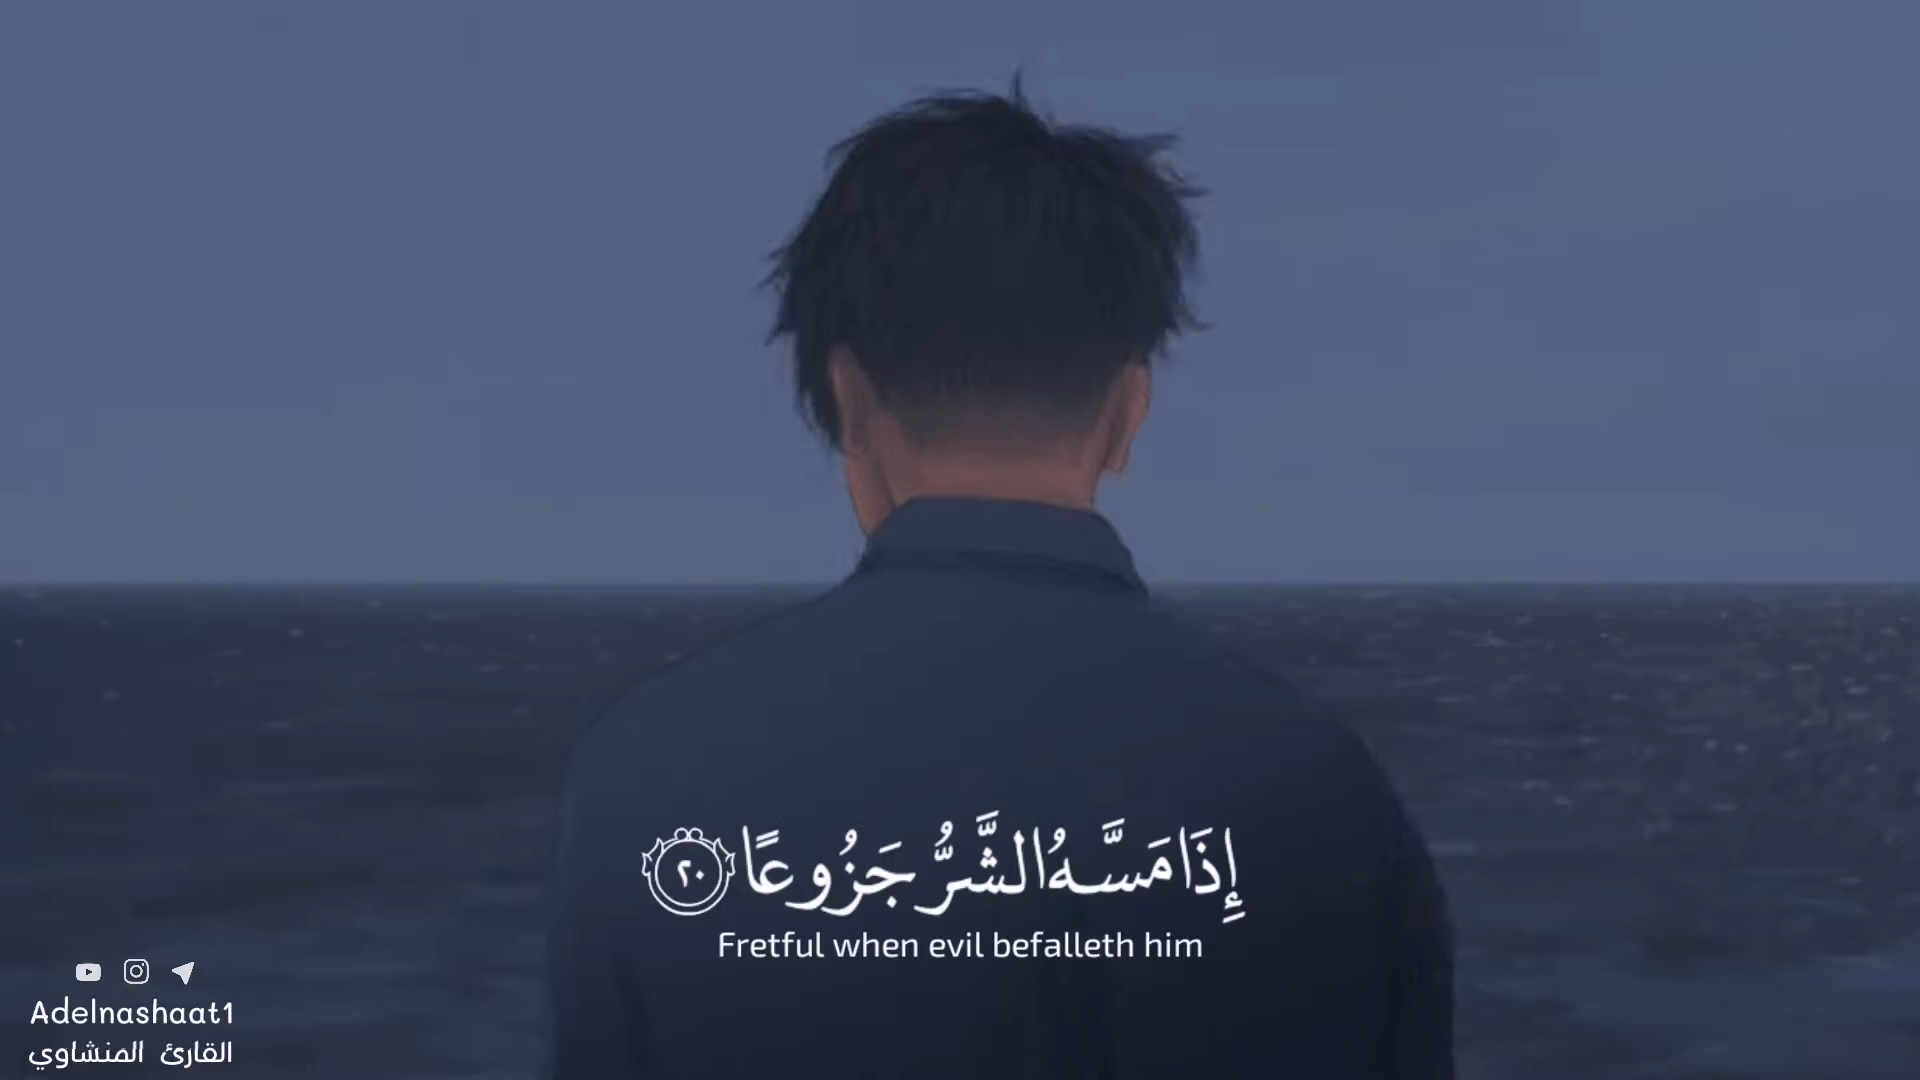 إِذَا مَسَّهُ الشَّرُّ جَزُوعًا ٢٠
Fretful when evil befalleth him
Adelnashaat1
القارئ المنشاوي